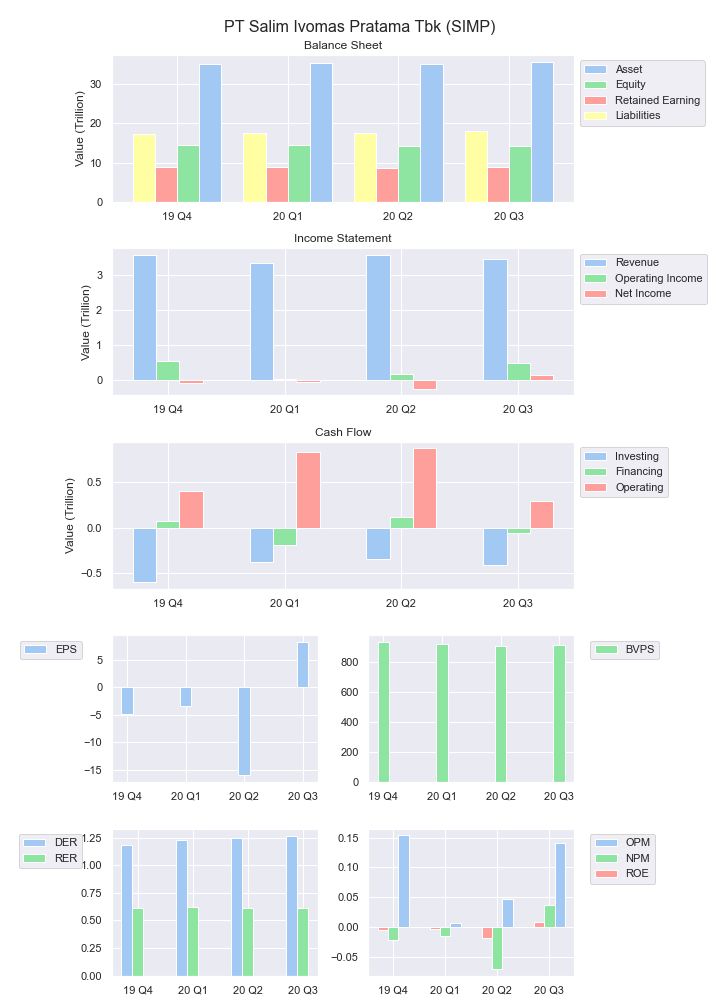 PT Salim Ivomas Pratama Tbk (SIMP)
Balance Sheet
Value (Trillion)
30
20
10
0
19 Q4 20 Q1 20 Q2 20 Q3
Asset
Equity
Retained Earning
Liabilities
Income Statement
Value (Trillion)
3
2
1
0
19 Q4 20 Q1 20 Q2 20 Q3
Revenue
Operating Income
Net Income
Cash Flow
Value (Trillion)
0.5
0.0
−0.5
19 Q4 20 Q1 20 Q2 20 Q3
Investing
Financing
Operating
EPS
5
0
−5
−10
−15
19 Q4 20 Q1 20 Q2 20 Q3
800
600
400
200
0
19 Q4 20 Q1 20 Q2 20 Q3
BVPS
DER
RER
1.25
1.00
0.75
0.50
0.25
0.00
19 Q4 20 Q1 20 Q2 20 Q3
0.15
0.10
0.05
0.00
−0.05
19 Q4 20 Q1 20 Q2 20 Q3
OPM
NPM
ROE